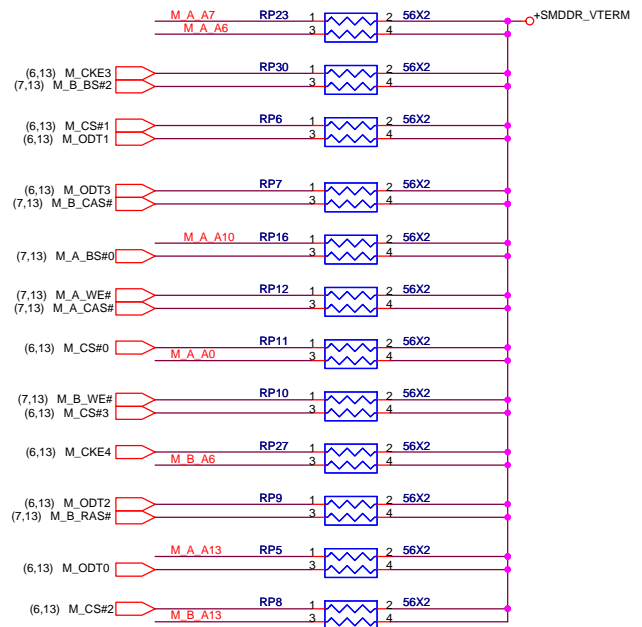 M_A_A7 RP23 1 2 56X2 +SMDDR_VTERM
M_A_A6 3 4
(6,13) M_CKE3 RP30 1 2 56X2
(7,13) M_B_BS#2 3 4
(6,13) M_CS#1 RP6 1 2 56X2
(6,13) M_ODT1 3 4
(6,13) M_ODT3 RP7 1 2 56X2
(7,13) M_B_CAS# 3 4
M_A_A10 RP16 1 2 56X2
(7,13) M_A_BS#0 3 4
(7,13) M_A_WE# RP12 1 2 56X2
(7,13) M_A_CAS# 3 4
(6,13) M_CS#0 RP11 1 2 56X2
M_A_A0 3 4
(7,13) M_B_WE# RP10 1 2 56X2
(6,13) M_CS#3 3 4
(6,13) M_CKE4 RP27 1 2 56X2
M_B_A6 3 4
(6,13) M_ODT2 RP9 1 2 56X2
(7,13) M_B_RAS# 3 4
M_A_A13 RP5 1 2 56X2
(6,13) M_ODT0 3 4
(6,13) M_CS#2 RP8 1 2 56X2
M_B_A13 3 4